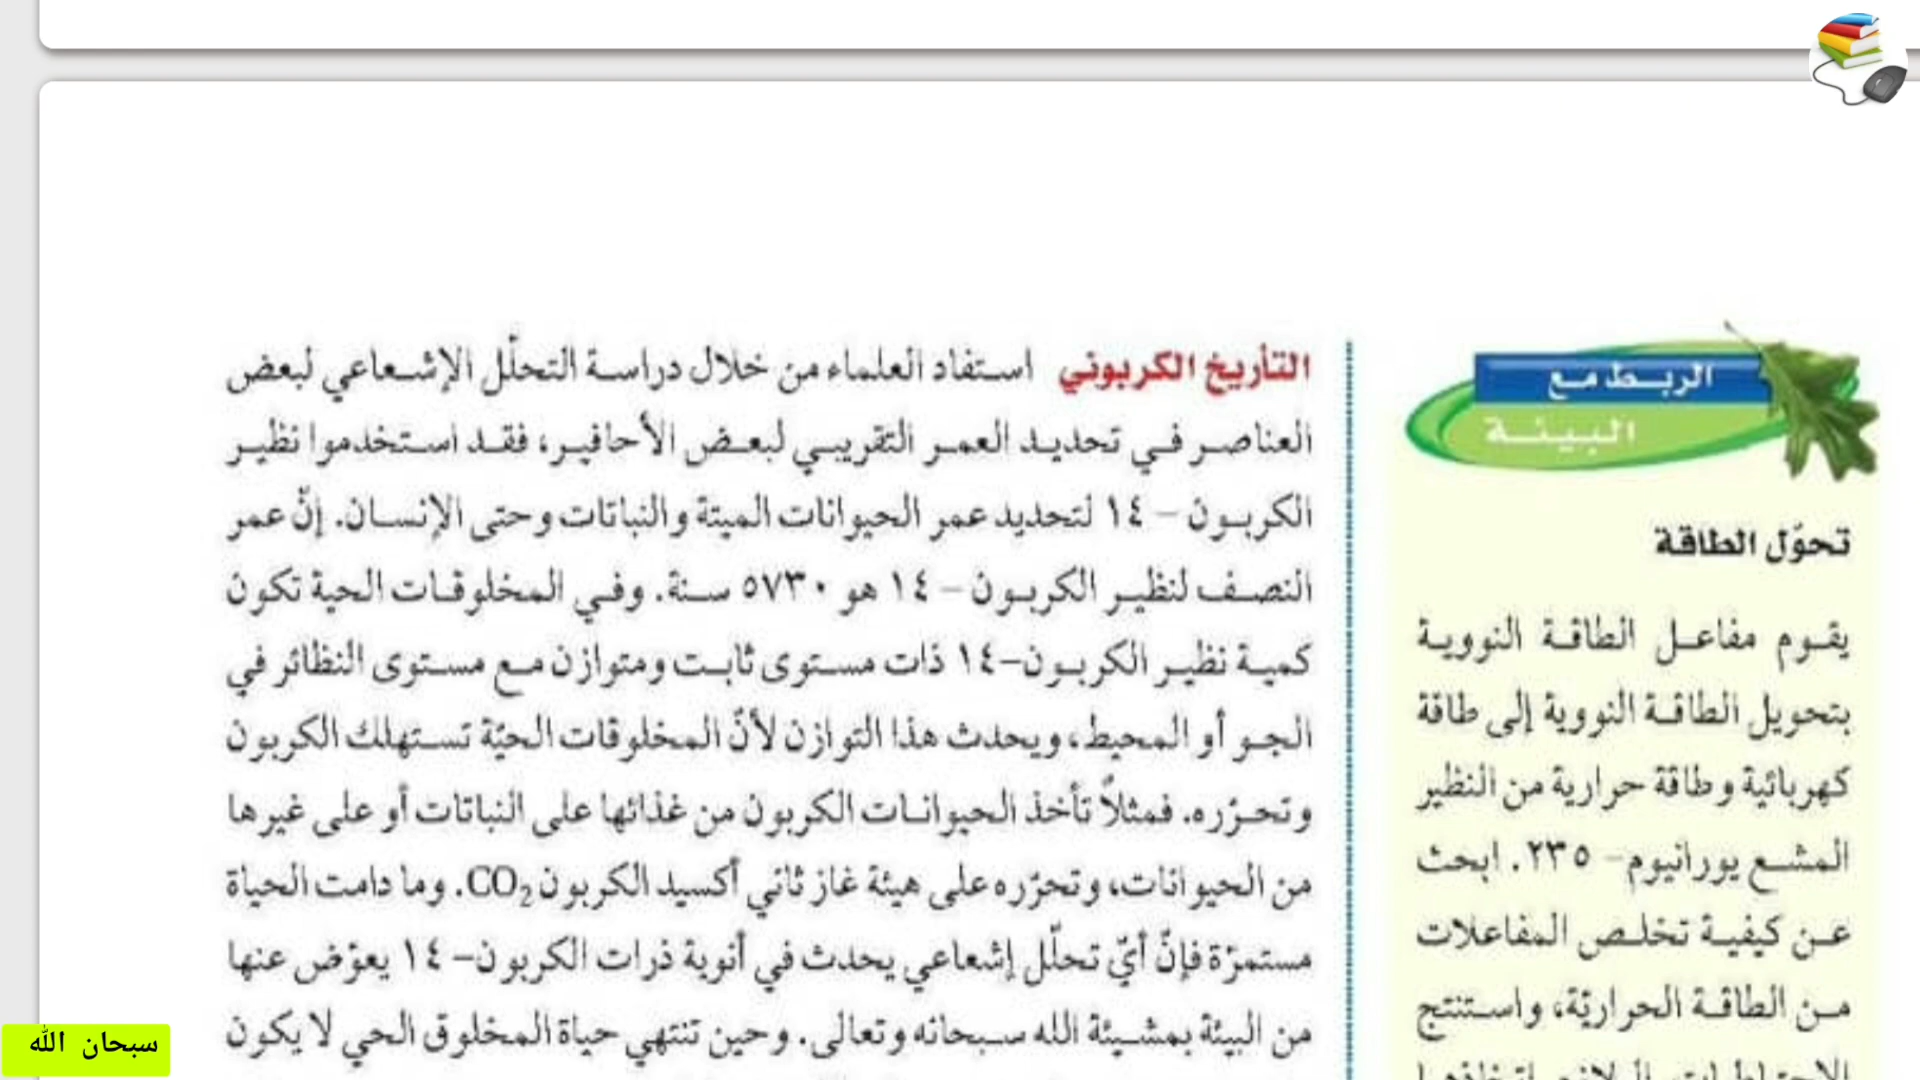 التأريخ الكربوني استفاد العلماء من خلال دراسة التحلّل الإشعاعي لبعض
العناصر في تحديد العمر التقريبي لبعض الأحافير، فقد استخدموا نظير
الكربون – ١٤ لتحديد عمر الحيوانات الميتة والنباتات وحتى الإنسان. إنّ عمر
النصف لنظير الكربون – ١٤ هو ٥٧٣٠ سنة. وفي المخلوقات الحية تكون
كمية نظير الكربون–١٤ ذات مستوى ثابت ومتوازن مع مستوى النظائر في
الجو أو المحيط، ويحدث هذا التوازن لأنّ المخلوقات الحيّة تستهلك الكربون
وتحرّره. فمثلاً تأخذ الحيوانات الكربون من غذائها على النباتات أو على غيرها
من الحيوانات، وتحرّره على هيئة غاز ثاني أكسيد الكربون CO₂. وما دامت الحياة
مستمرّة فإنّ أيّ تحلّل إشعاعي يحدث في أنوية ذرات الكربون–١٤ يعوّض عنها
من البيئة بمشيئة الله سبحانه وتعالى. وحين تنتهي حياة المخلوق الحي لا يكون
الربط مع
البيئة
تحوّل الطاقة
يقوم مفاعل الطاقة النووية
بتحويل الطاقة النووية إلى طاقة
كهربائية وطاقة حرارية من النظير
المشع يورانيوم– ٢٣٥. ابحث
عن كيفية تخلص المفاعلات
من الطاقة الحراريّة، واستنتج
سبحان الله